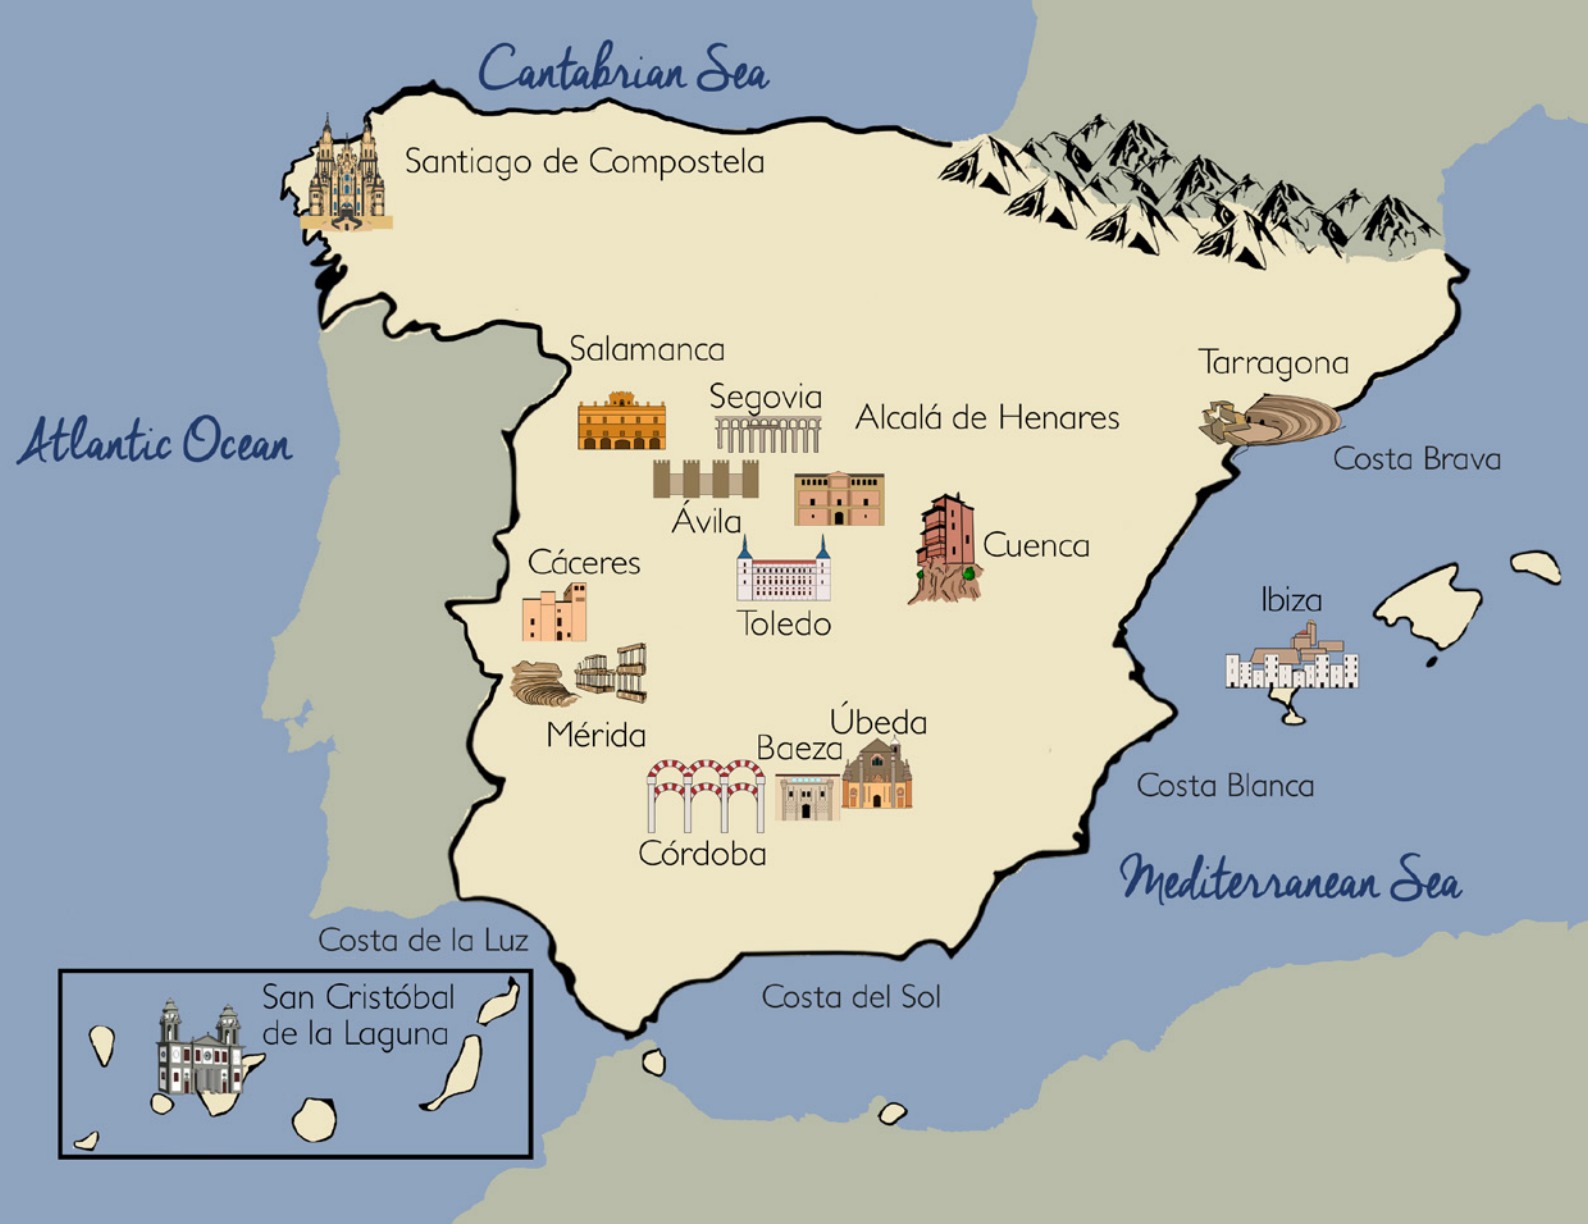 Cantabrian Sea
Santiago de Compostela
Salamanca
Tarragona
Segovia
Alcalá de Henares
Atlantic Ocean
Costa Brava
Ávila
Cuenca
Cáceres
Ibiza
Toledo
Úbeda
Mérida
Baeza
Costa Blanca
Córdoba
Mediterranean Sea
Costa de la Luz
San Cristóbal
de la Laguna
Costa del Sol